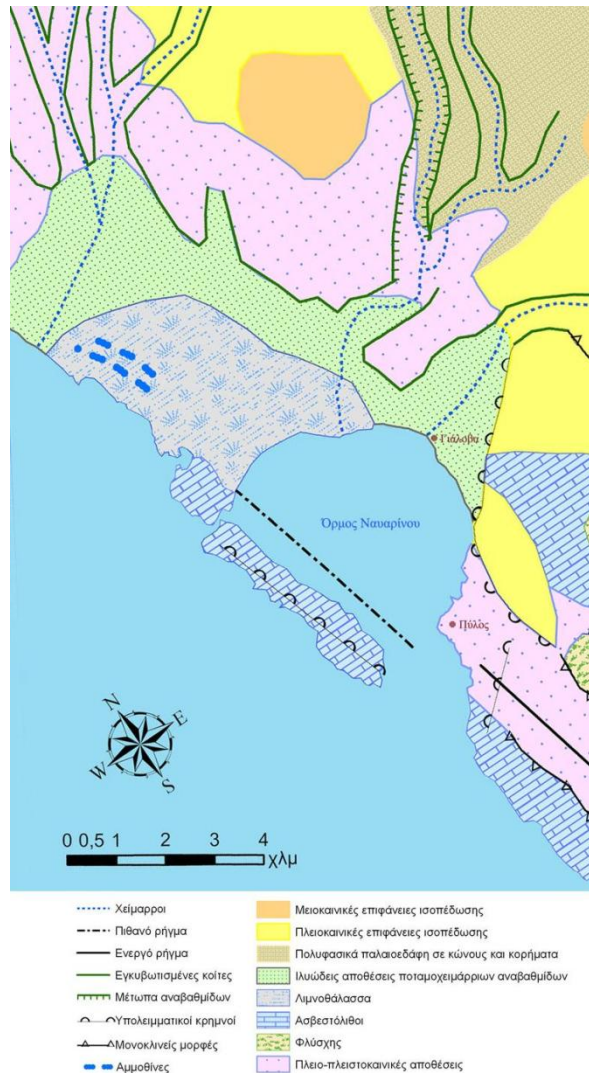 Γιάλοβα
Όρμος Ναυαρίνου
Πύλος
N
E
W
S
0 0,5 1 2 3 4
χλμ
Χείμαρροι
Πιθανό ρήγμα
Ενεργό ρήγμα
Εγκυβωτισμένες κοίτες
Μέτωπα αναβαθμίδων
Υπολειμματικοί κρημνοί
Μονοκλινείς μορφές
Αμμοθίνες
Μειοκαινικές επιφάνειες ισοπέδωσης
Πλειοκαινικές επιφάνειες ισοπέδωσης
Πολυφασικά παλαιοεδάφη σε κώνους και κορήματα
Ιλυώδεις αποθέσεις ποταμοχειμάρριων αναβαθμίδων
Λιμνοθάλασσα
Ασβεστόλιθοι
Φλύσχης
Πλειο-πλειστοκαινικές αποθέσεις